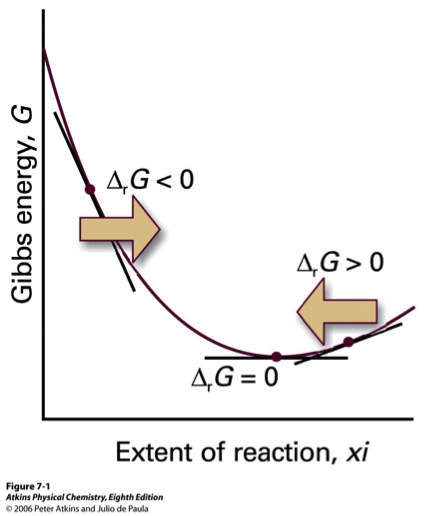 Gibbs energy, G
ΔrG < 0
ΔrG > 0
ΔrG = 0
Extent of reaction, xi
Figure 7-1
Atkins Physical Chemistry, Eighth Edition
© 2006 Peter Atkins and Julio de Paula